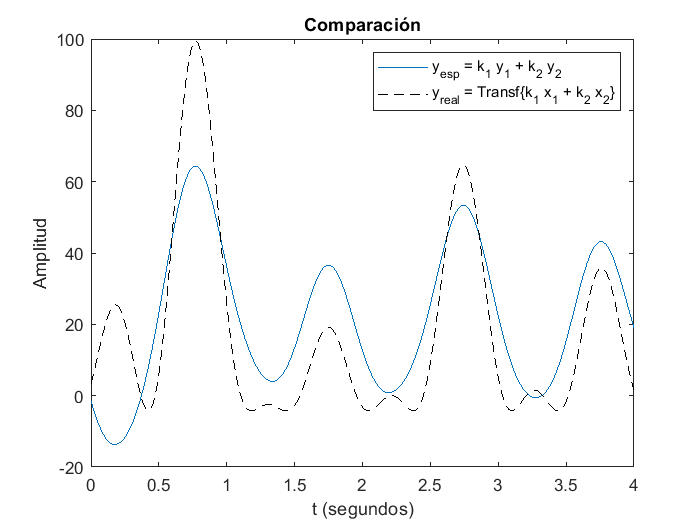 Comparación
y_esp = k_1 y_1 + k_2 y_2
y_real = Transf{k_1 x_1 + k_2 x_2}
Amplitud
100
80
60
40
20
0
-20
0 0.5 1 1.5 2 2.5 3 3.5 4
t (segundos)